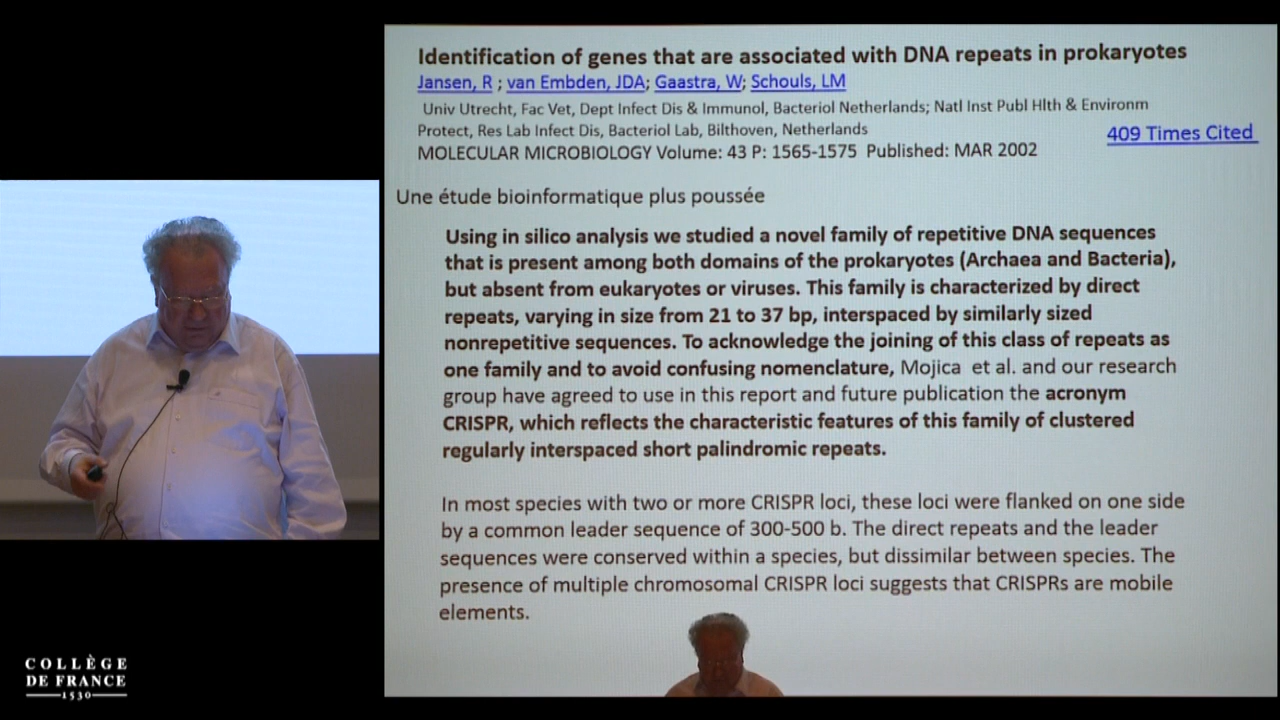 Identification of genes that are associated with DNA repeats in prokaryotes
Jansen, R ; van Embden, JDA; Gaastra, W; Schouls, LM
Univ Utrecht, Fac Vet, Dept Infect Dis & Immunol, Bacteriol Netherlands; Natl Inst Publ Hlth & Environm
Protect, Res Lab Infect Dis, Bacteriol Lab, Bilthoven, Netherlands
409 Times Cited
MOLECULAR MICROBIOLOGY Volume: 43 P: 1565-1575 Published: MAR 2002
Une étude bioinformatique plus poussée
Using in silico analysis we studied a novel family of repetitive DNA sequences
that is present among both domains of the prokaryotes (Archaea and Bacteria),
but absent from eukaryotes or viruses. This family is characterized by direct
repeats, varying in size from 21 to 37 bp, interspaced by similarly sized
nonrepetitive sequences. To acknowledge the joining of this class of repeats as
one family and to avoid confusing nomenclature, Mojica et al. and our research
group have agreed to use in this report and future publication the acronym
CRISPR, which reflects the characteristic features of this family of clustered
regularly interspaced short palindromic repeats.
In most species with two or more CRISPR loci, these loci were flanked on one side
by a common leader sequence of 300-500 b. The direct repeats and the leader
sequences were conserved within a species, but dissimilar between species. The
presence of multiple chromosomal CRISPR loci suggests that CRISPRs are mobile
elements.
COLLÈGE
DE FRANCE
1530